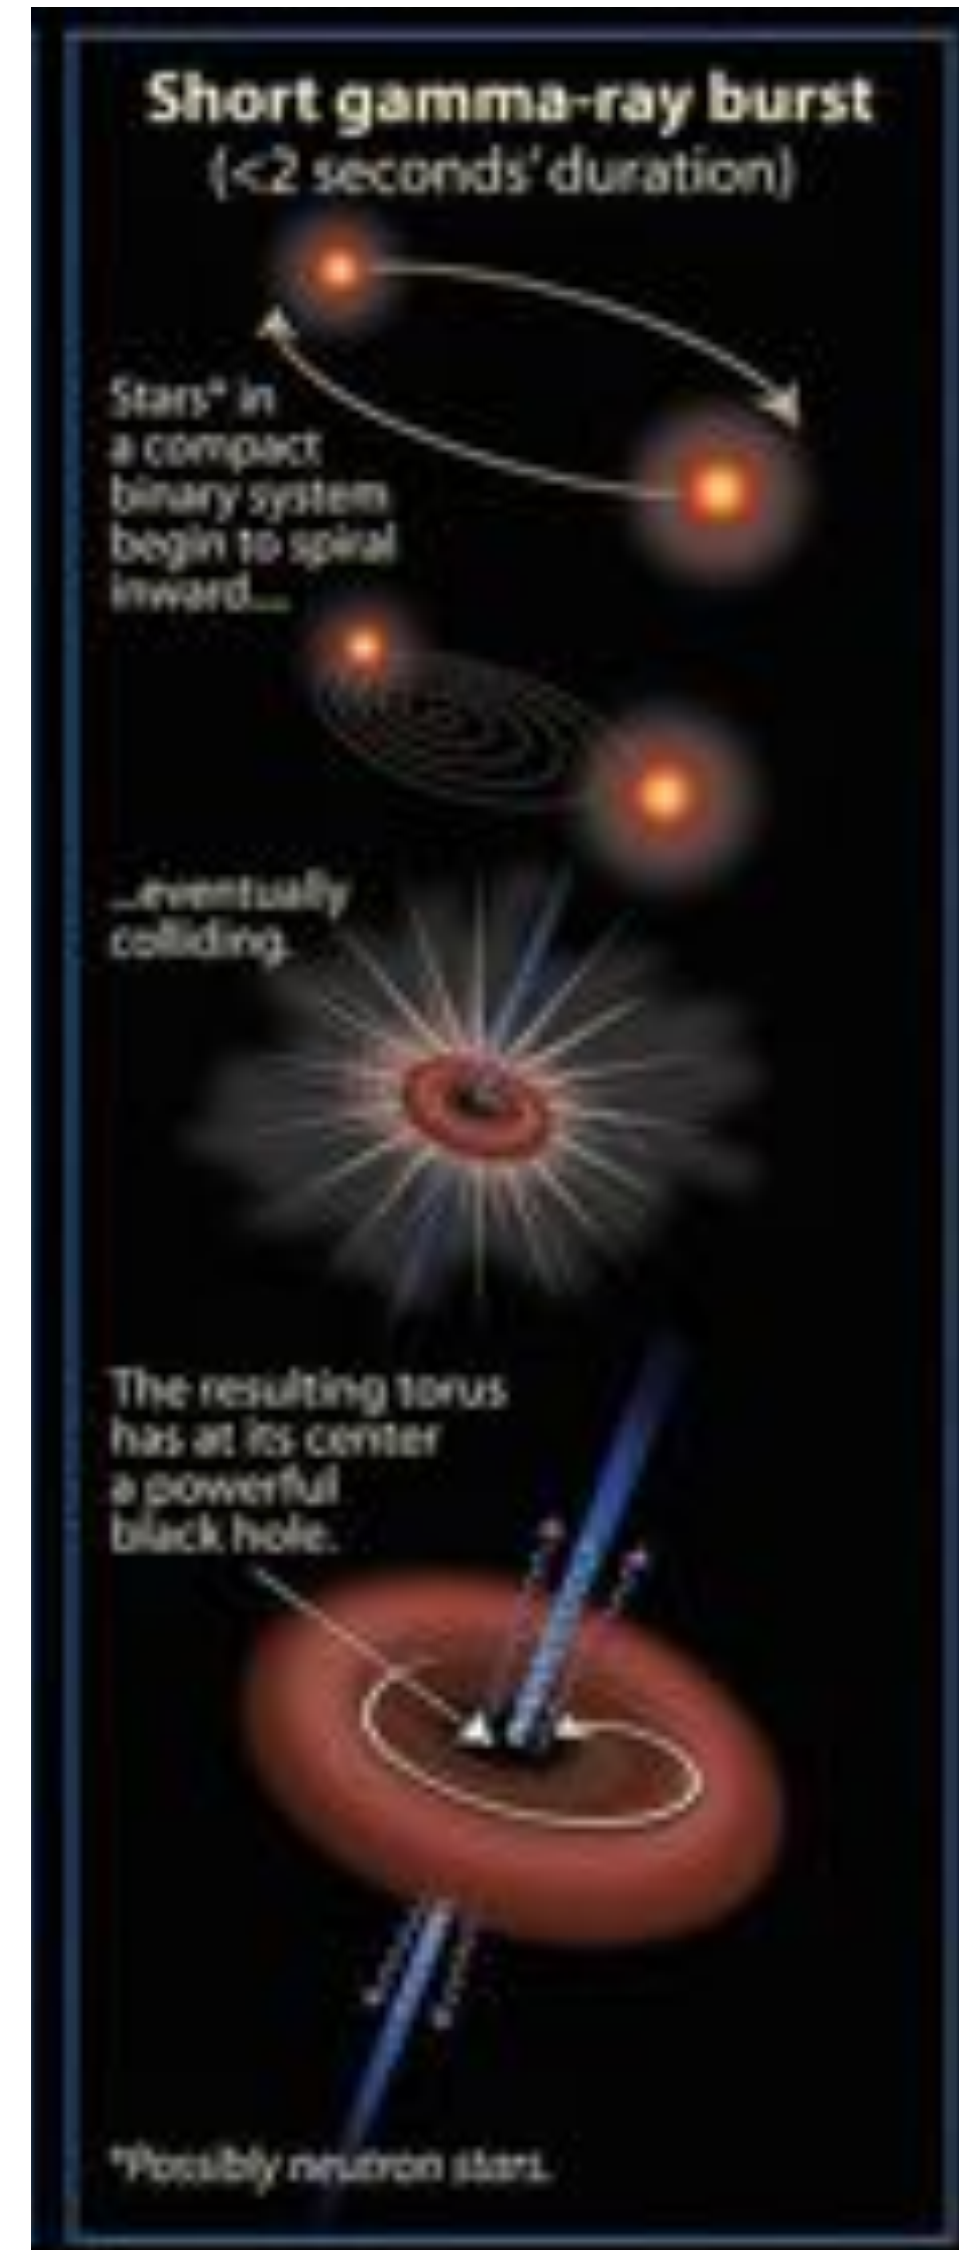 Short gamma-ray burst
(<2 seconds' duration)
Stars* in
a compact
binary system
begin to spiral
inward....
...eventually
colliding.
The resulting torus
has at its center
a powerful
black hole.
*Possibly neutron stars.